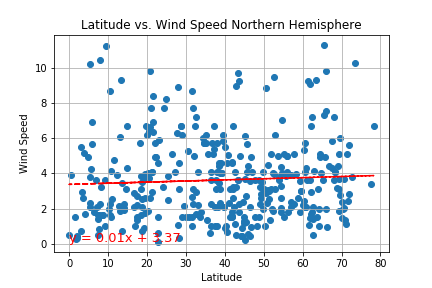 Latitude vs. Wind Speed Northern Hemisphere
Wind Speed
10
8
6
4
2
0
y = 0.01x + 3.37
0 10 20 30 40 50 60 70 80
Latitude